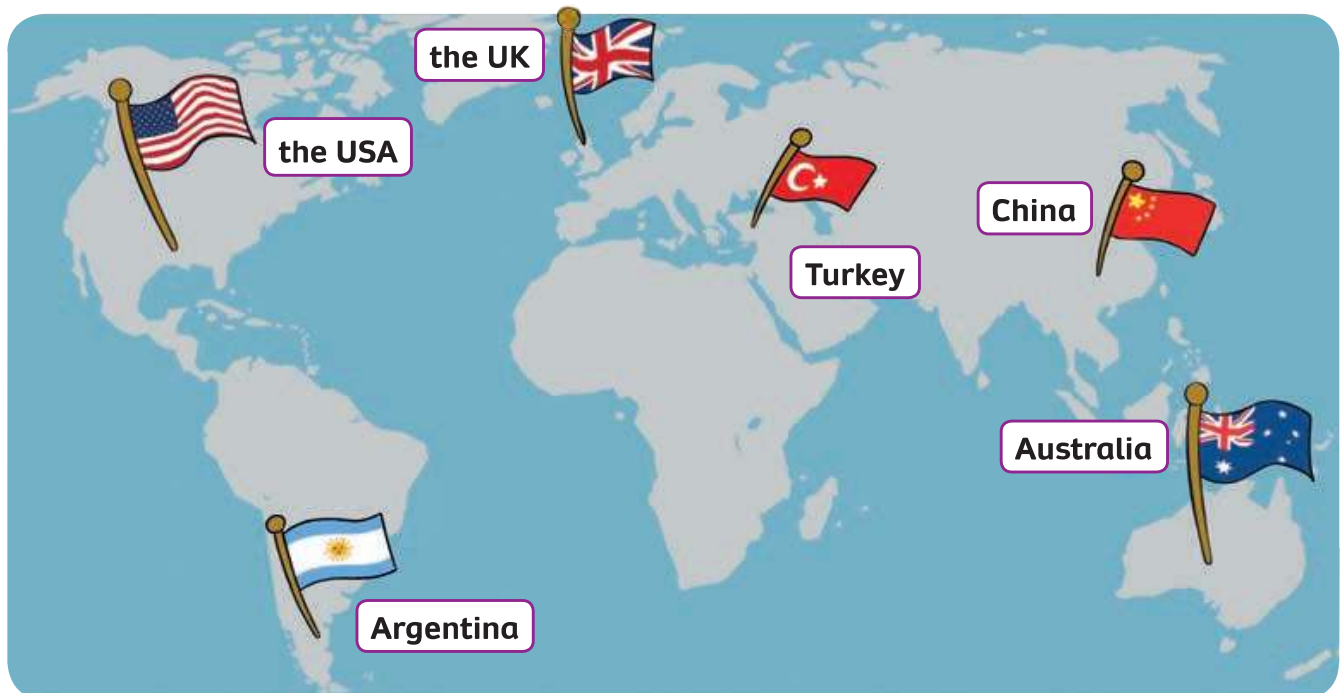 the UK
the USA
China
Turkey
Australia
Argentina